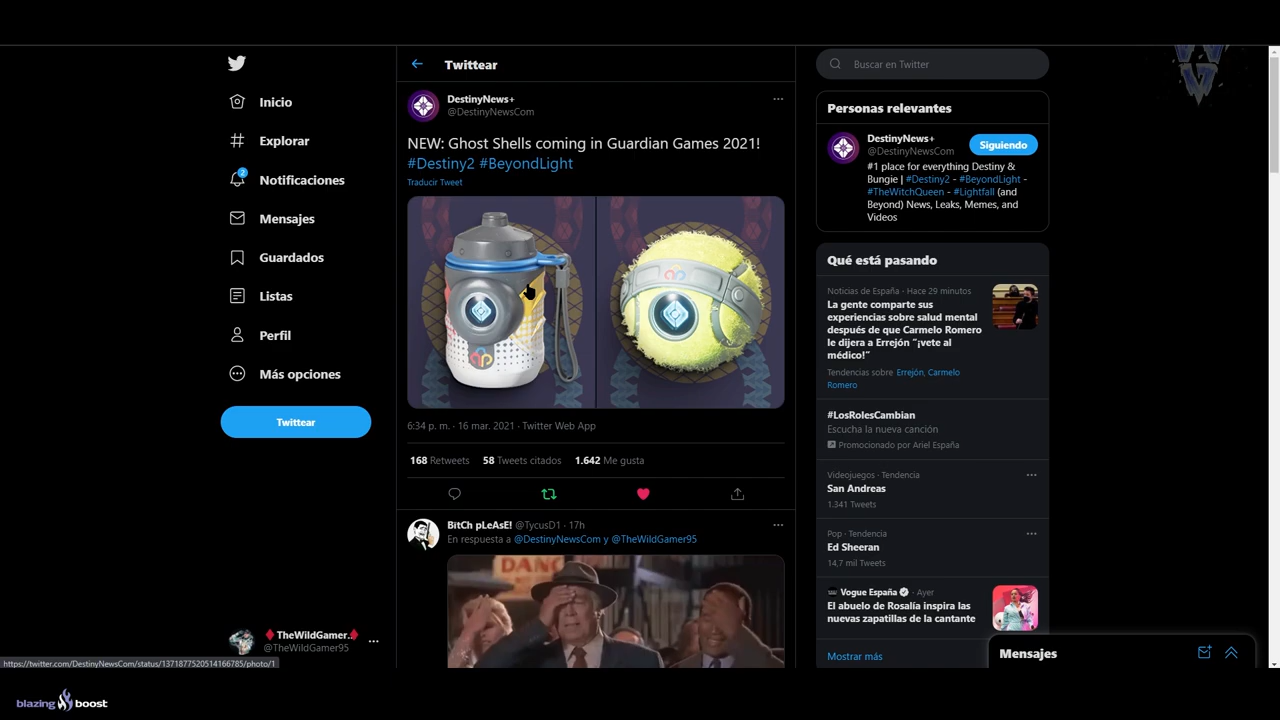 Inicio
Explorar
2
Notificaciones
Mensajes
Guardados
Listas
Perfil
Más opciones
Twittear
TheWildGamer..
@TheWildGamer95
https://twitter.com/DestinyNewsCom/status/1371877520514166785/photo/1
blazing boost
Twittear
DestinyNews+
@DestinyNewsCom
NEW: Ghost Shells coming in Guardian Games 2021!
#Destiny2 #BeyondLight
Traducir Tweet
6:34 p. m. · 16 mar. 2021 · Twitter Web App
168 Retweets 58 Tweets citados 1.642 Me gusta
BitCh pLeAsE! @TycusD1 · 17h
En respuesta a @DestinyNewsCom y @TheWildGamer95
DANG
Buscar en Twitter
Personas relevantes
DestinyNews+
@DestinyNewsCom
Siguiendo
#1 place for everything Destiny &
Bungie | #Destiny2 - #BeyondLight -
#TheWitchQueen - #Lightfall (and
Beyond) News, Leaks, Memes, and
Videos
Qué está pasando
Noticias de España · Hace 29 minutos
La gente comparte sus
experiencias sobre salud mental
después de que Carmelo Romero
le dijera a Errejón “¡vete al
médico!”
Tendencias sobre Errejón, Carmelo
Romero
#LosRolesCambian
Escucha la nueva canción
Promocionado por Ariel España
Videojuegos · Tendencia
San Andreas
1.341 Tweets
Pop · Tendencia
Ed Sheeran
14,7 mil Tweets
Vogue España · Ayer
El abuelo de Rosalía inspira las
nuevas zapatillas de la cantante
Mostrar más
Mensajes